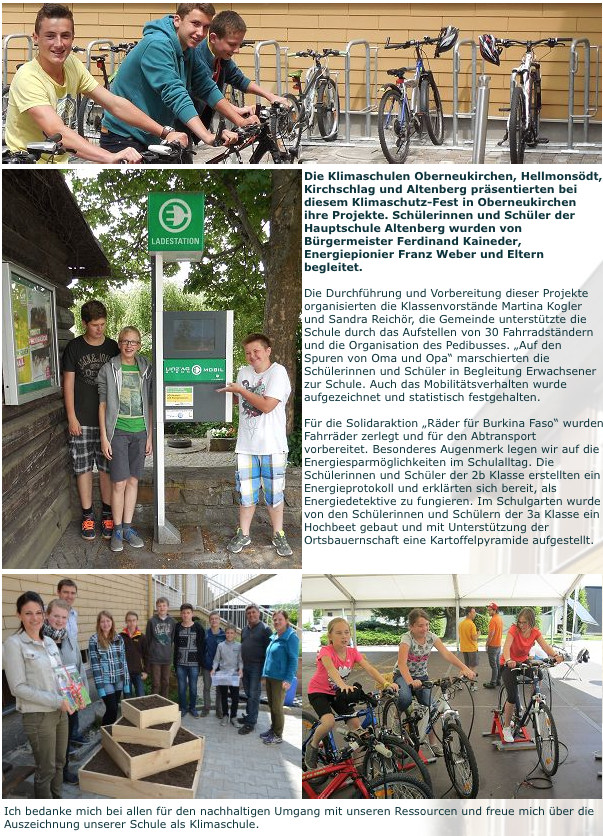 LADESTATION
Die Klimaschulen Oberneukirchen, Hellmonsödt,
Kirchschlag und Altenberg präsentierten bei
diesem Klimaschutz-Fest in Oberneukirchen
ihre Projekte. Schülerinnen und Schüler der
Hauptschule Altenberg wurden von
Bürgermeister Ferdinand Kaineder,
Energiepionier Franz Weber und Eltern
begleitet.
Die Durchführung und Vorbereitung dieser Projekte
organisierten die Klassenvorstände Martina Kogler
und Sandra Reichör, die Gemeinde unterstützte die
Schule durch das Aufstellen von 30 Fahrradständern
und die Organisation des Pedibusses. „Auf den
Spuren von Oma und Opa“ marschierten die
Schülerinnen und Schüler in Begleitung Erwachsener
zur Schule. Auch das Mobilitätsverhalten wurde
aufgezeichnet und statistisch festgehalten.
Für die Solidaraktion „Räder für Burkina Faso“ wurden
Fahrräder zerlegt und für den Abtransport
vorbereitet. Besonderes Augenmerk legen wir auf die
Energiesparmöglichkeiten im Schulalltag. Die
Schülerinnen und Schüler der 2b Klasse erstellten ein
Energieprotokoll und erklärten sich bereit, als
Energiedetektive zu fungieren. Im Schulgarten wurde
von den Schülerinnen und Schülern der 3a Klasse ein
Hochbeet gebaut und mit Unterstützung der
Ortsbauernschaft eine Kartoffelpyramide aufgestellt.
Ich bedanke mich bei allen für den nachhaltigen Umgang mit unseren Ressourcen und freue mich über die
Auszeichnung unserer Schule als Klimaschule.